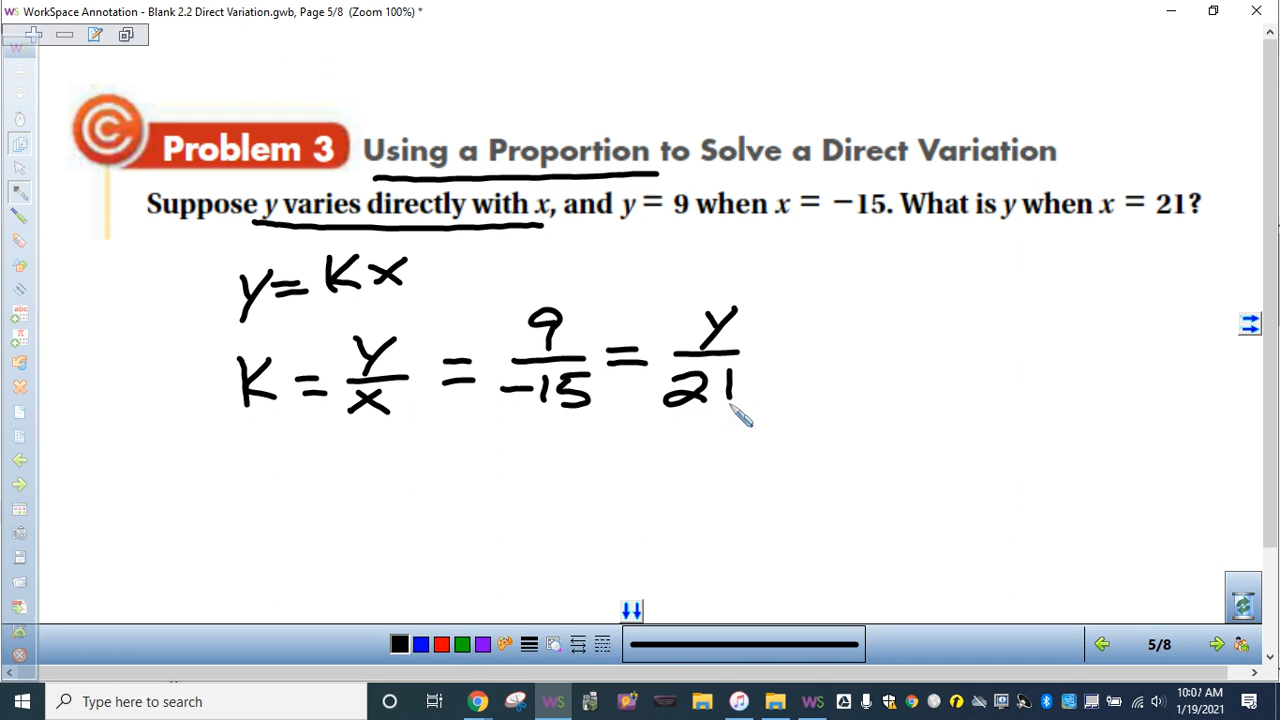 WorkSpace Annotation - Blank 2.2 Direct Variation.gwb, Page 5/8 (Zoom 100%) *
Problem 3 Using a Proportion to Solve a Direct Variation
Suppose y varies directly with x, and y = 9 when x = −15. What is y when x = 21?
y = Kx
K = y/x = 9/-15 = y/21
5/8
Type here to search
WS
10:07 AM
1/19/2021